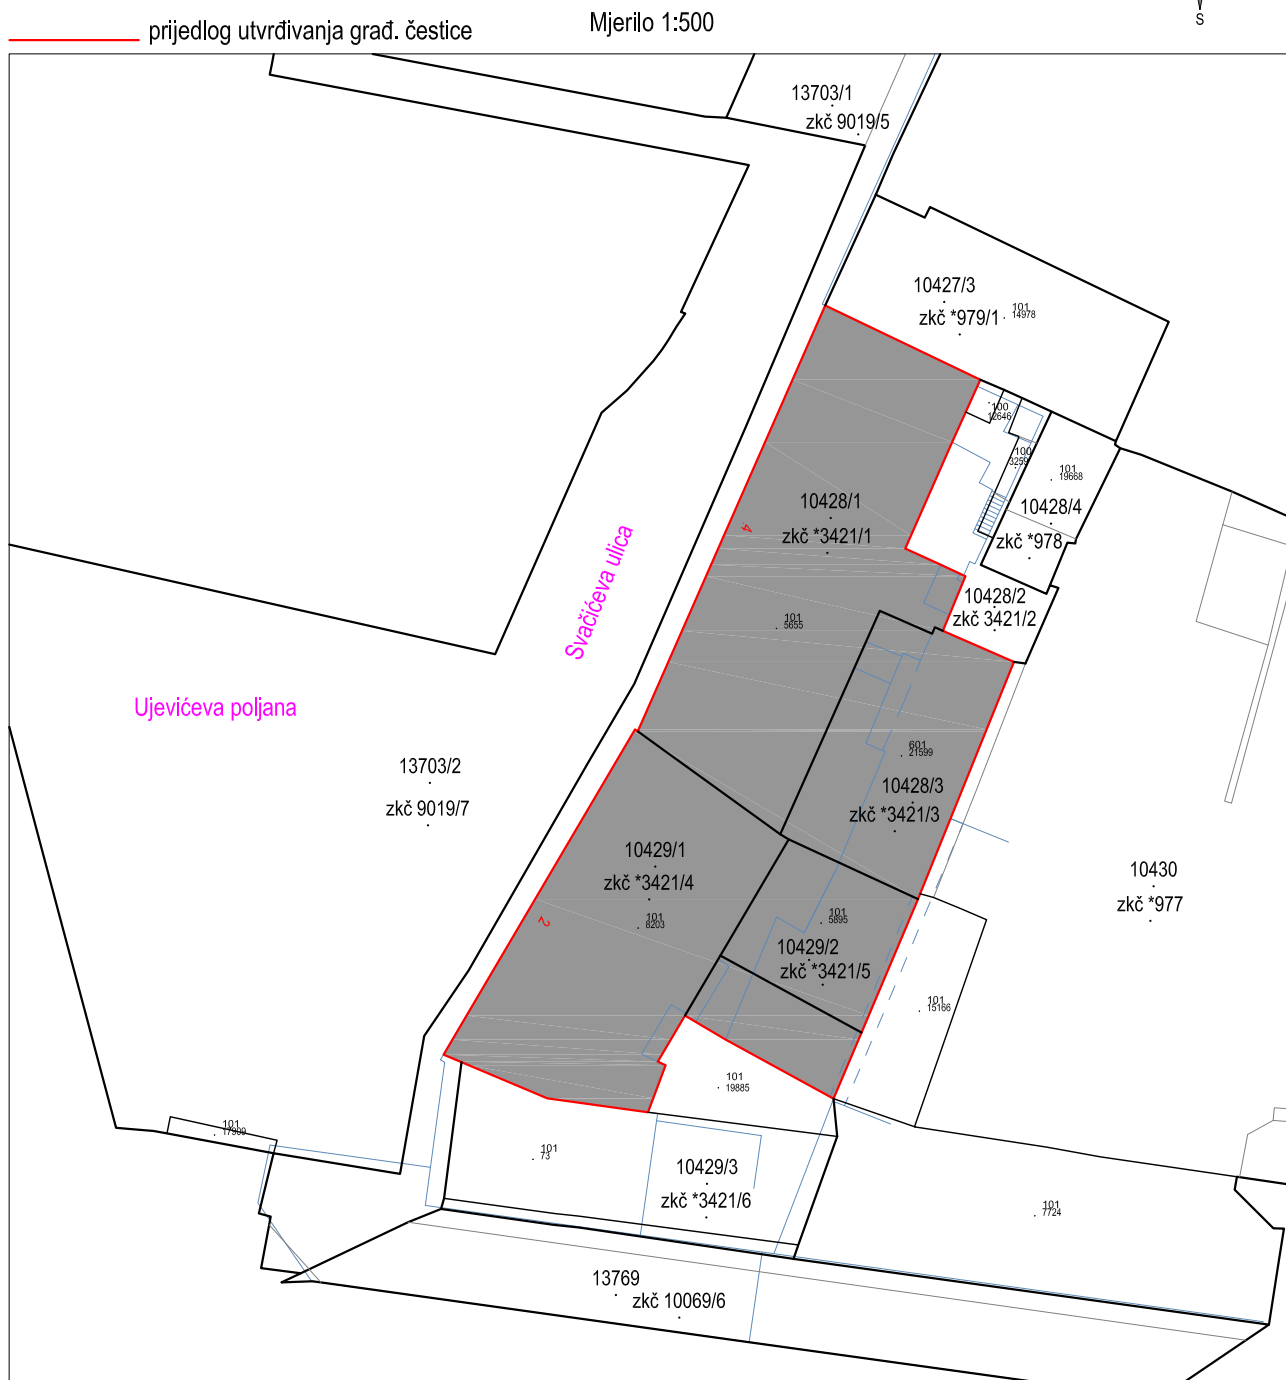 S
prijedlog utvrđivanja građ. čestice
Mjerilo 1:500
13703/1
zkč 9019/5
10427/3
101
14978
zkč *979/1
100
12646
100
3259
101
19668
10428/1
10428/4
4
zkč *3421/1
zkč *978
Svačićeva ulica
10428/2
zkč 3421/2
101
5655
Ujevićeva poljana
601
21599
13703/2
10428/3
zkč 9019/7
zkč *3421/3
10429/1
10430
zkč *3421/4
zkč *977
101
8203
2
101
5895
10429/2
zkč *3421/5
101
15166
101
19885
101
17909
101
73
10429/3
zkč *3421/6
101
7724
13769
zkč 10069/6